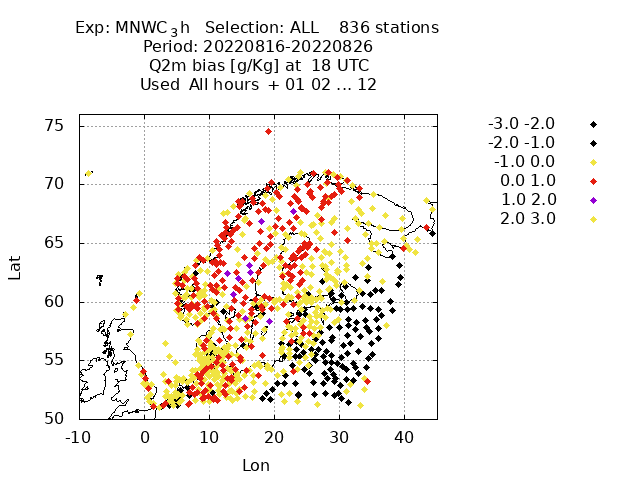 Exp: MNWC_3h   Selection: ALL    836 stations
Period: 20220816-20220826
Q2m bias [g/Kg] at  18 UTC
Used  All hours  + 01 02 ... 12
-3.0 -2.0
-2.0 -1.0
-1.0 0.0
0.0 1.0
1.0 2.0
2.0 3.0
75
70
65
60
55
50
Lat
-10 0 10 20 30 40
Lon